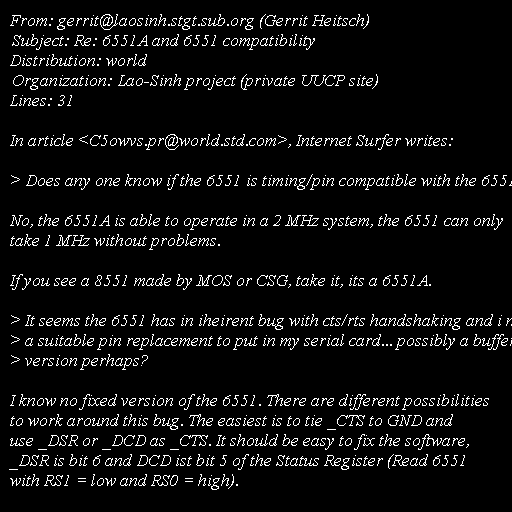 From: gerrit@laosinh.stgt.sub.org (Gerrit Heitsch)
Subject: Re: 6551A and 6551 compatibility
Distribution: world
Organization: Lao-Sinh project (private UUCP site)
Lines: 31

In article <C5owvs.pr@world.std.com>, Internet Surfer writes:

> Does any one know if the 6551 is timing/pin compatible with the

No, the 6551A is able to operate in a 2 MHz system, the 6551 can only
take 1 MHz without problems.

If you see a 8551 made by MOS or CSG, take it, its a 6551A.

> It seems the 6551 has in iheirent bug with cts/rts handshaking and i
> a suitable pin replacement to put in my serial card... possibly a
> version perhaps?

I know no fixed version of the 6551. There are different possibilities
to work around this bug. The easiest is to tie _CTS to GND and
use _DSR or _DCD as _CTS. It should be easy to fix the software,
_DSR is bit 6 and DCD ist bit 5 of the Status Register (Read 6551
with RS1 = low and RS0 = high).